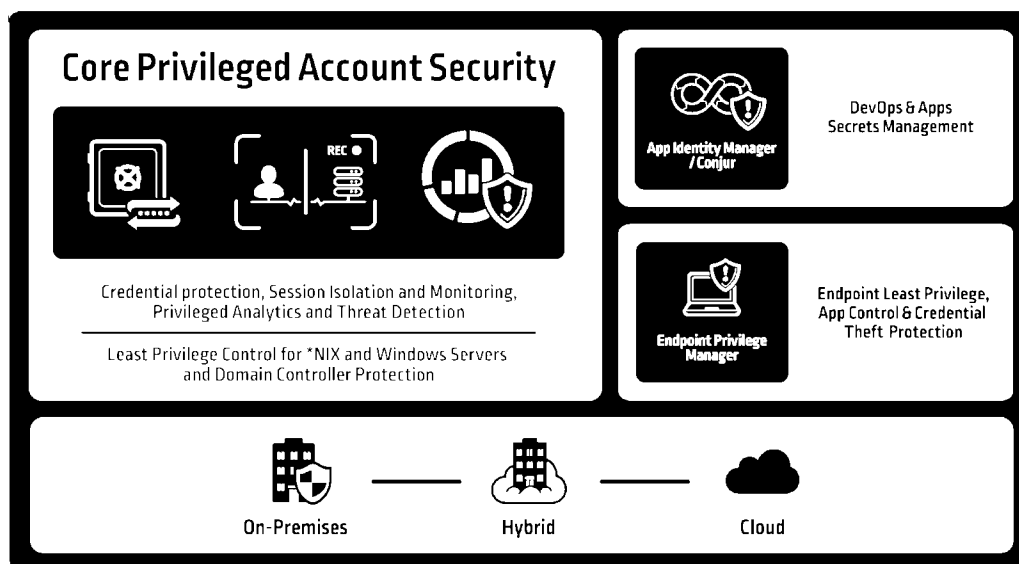 Core Privileged Account Security
REC
Credential protection, Session Isolation and Monitoring,
Privileged Analytics and Threat Detection
Least Privilege Control for *NIX and Windows Servers
and Domain Controller Protection
App Identity Manager
/ Conjur
DevOps & Apps
Secrets Management
Endpoint Privilege
Manager
Endpoint Least Privilege,
App Control & Credential
Theft Protection
On-Premises
Hybrid
Cloud